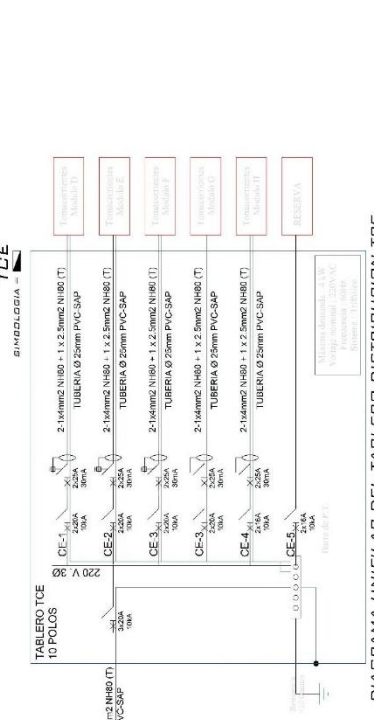 SIMBOLOGIA –
TCE
TABLERO TCE
10 POLOS
220 V. 3Ø
3x20A
10kA
m2 NH80 (T)
VC-SAP
CE-1
2x20A
10kA
2x25A
30mA
2-1x4mm2 NH80 + 1 x 2.5mm2 NH80 (T)
TUBERIA Ø 25mm PVC-SAP
Tomacorrientes
Modulo D
CE-2
2x20A
10kA
2x25A
30mA
2-1x4mm2 NH80 + 1 x 2.5mm2 NH80 (T)
TUBERIA Ø 25mm PVC-SAP
Tomacorrientes
Modulo E
CE-3
2x20A
10kA
2x25A
30mA
2-1x4mm2 NH80 + 1 x 2.5mm2 NH80 (T)
TUBERIA Ø 25mm PVC-SAP
Tomacorrientes
Modulo F
CE-3
2x20A
10kA
2x25A
30mA
2-1x4mm2 NH80 + 1 x 2.5mm2 NH80 (T)
TUBERIA Ø 25mm PVC-SAP
Tomacorrientes
Modulo G
CE-4
2x16A
10kA
2x25A
30mA
2-1x4mm2 NH80 + 1 x 2.5mm2 NH80 (T)
TUBERIA Ø 25mm PVC-SAP
Tomacorrientes
Modulo H
CE-5
2x16A
10kA
RESERVA
DIAGRAMA UNIFILAR DEL TABLERO DISTRIBUCION TCE